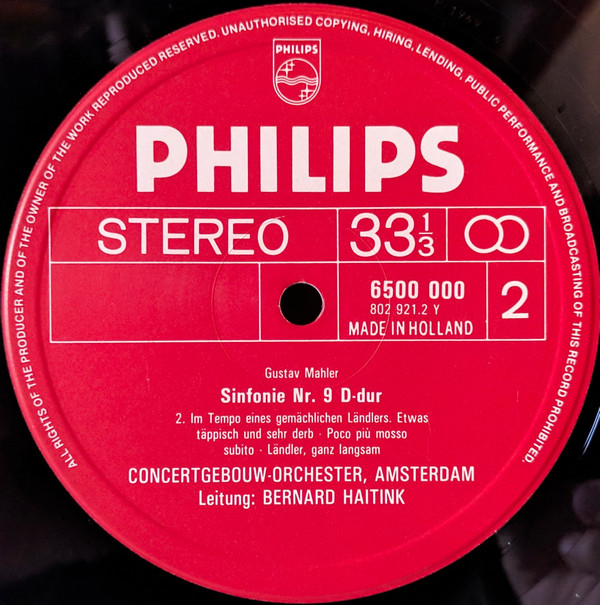 ALL RIGHTS OF THE PRODUCER AND OF THE OWNER OF THE WORK REPRODUCED RESERVED. UNAUTHORISED COPYING, HIRING, LENDING, PUBLIC PERFORMANCE AND BROADCASTING OF THIS RECORD PROHIBITED.
PHILIPS
PHILIPS
STEREO 33 1/3
6500 000
802 921.2 Y
MADE IN HOLLAND
2
Gustav Mahler
Sinfonie Nr. 9 D-dur
2. Im Tempo eines gemächlichen Ländlers. Etwas
täppisch und sehr derb · Poco più mosso
subito · Ländler, ganz langsam
CONCERTGEBOUW-ORCHESTER, AMSTERDAM
Leitung: BERNARD HAITINK